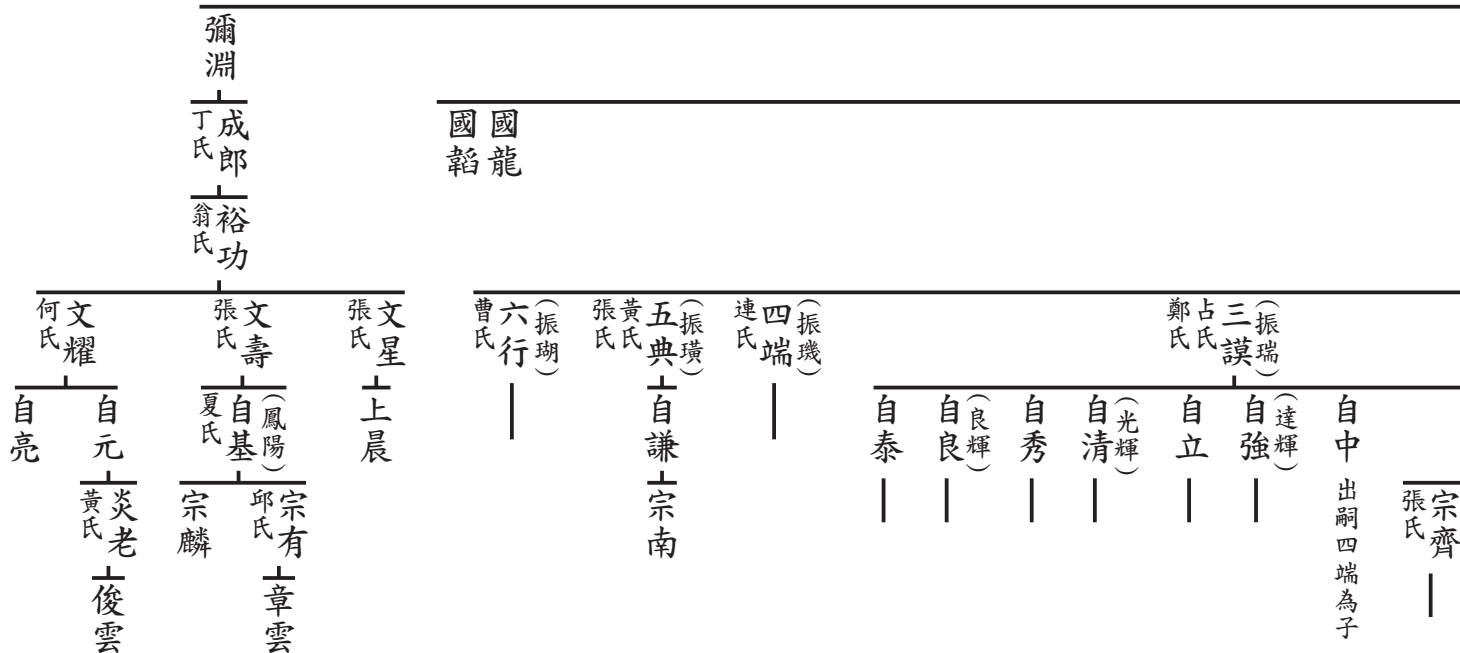 彌淵
成郎
丁氏
國龍
國韜
裕功
翁氏
(振瑞)
三謨
占氏
鄭氏
(振璣)
四端
連氏
(振璜)
五典
黃氏
張氏
(振瑚)
六行
曹氏
文星
張氏
文壽
張氏
文耀
何氏
自中 出嗣四端為子
(達輝)
自強
自立
(光輝)
自清
自秀
(良輝)
自良
自泰
自謙
上晨
(鳳陽)
自基
夏氏
自元
自亮
宗齊
張氏
宗南
宗有
邱氏
宗麟
炎老
黃氏
章雲
俊雲